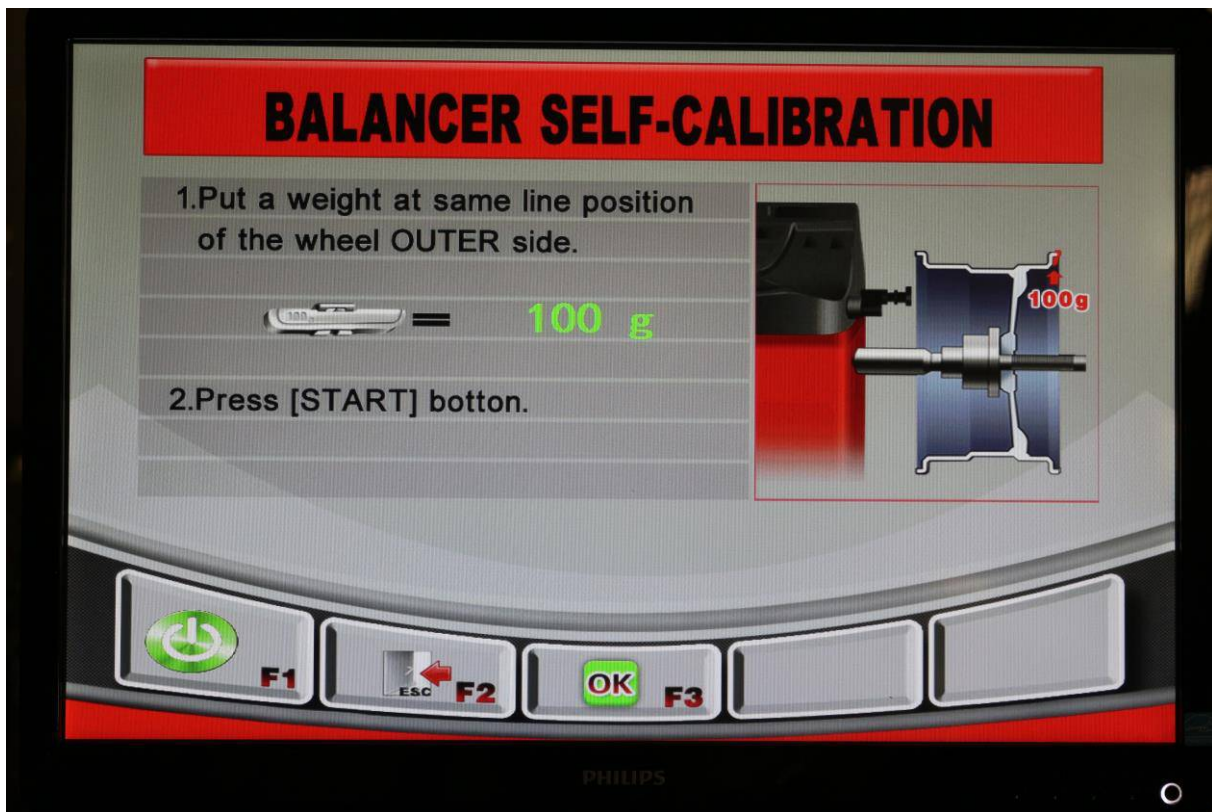 BALANCER SELF-CALIBRATION
1.Put a weight at same line position
of the wheel OUTER side.
100
= 100 g
100g
2.Press [START] botton.
F1
ESC F2
OK F3
PHILIPS